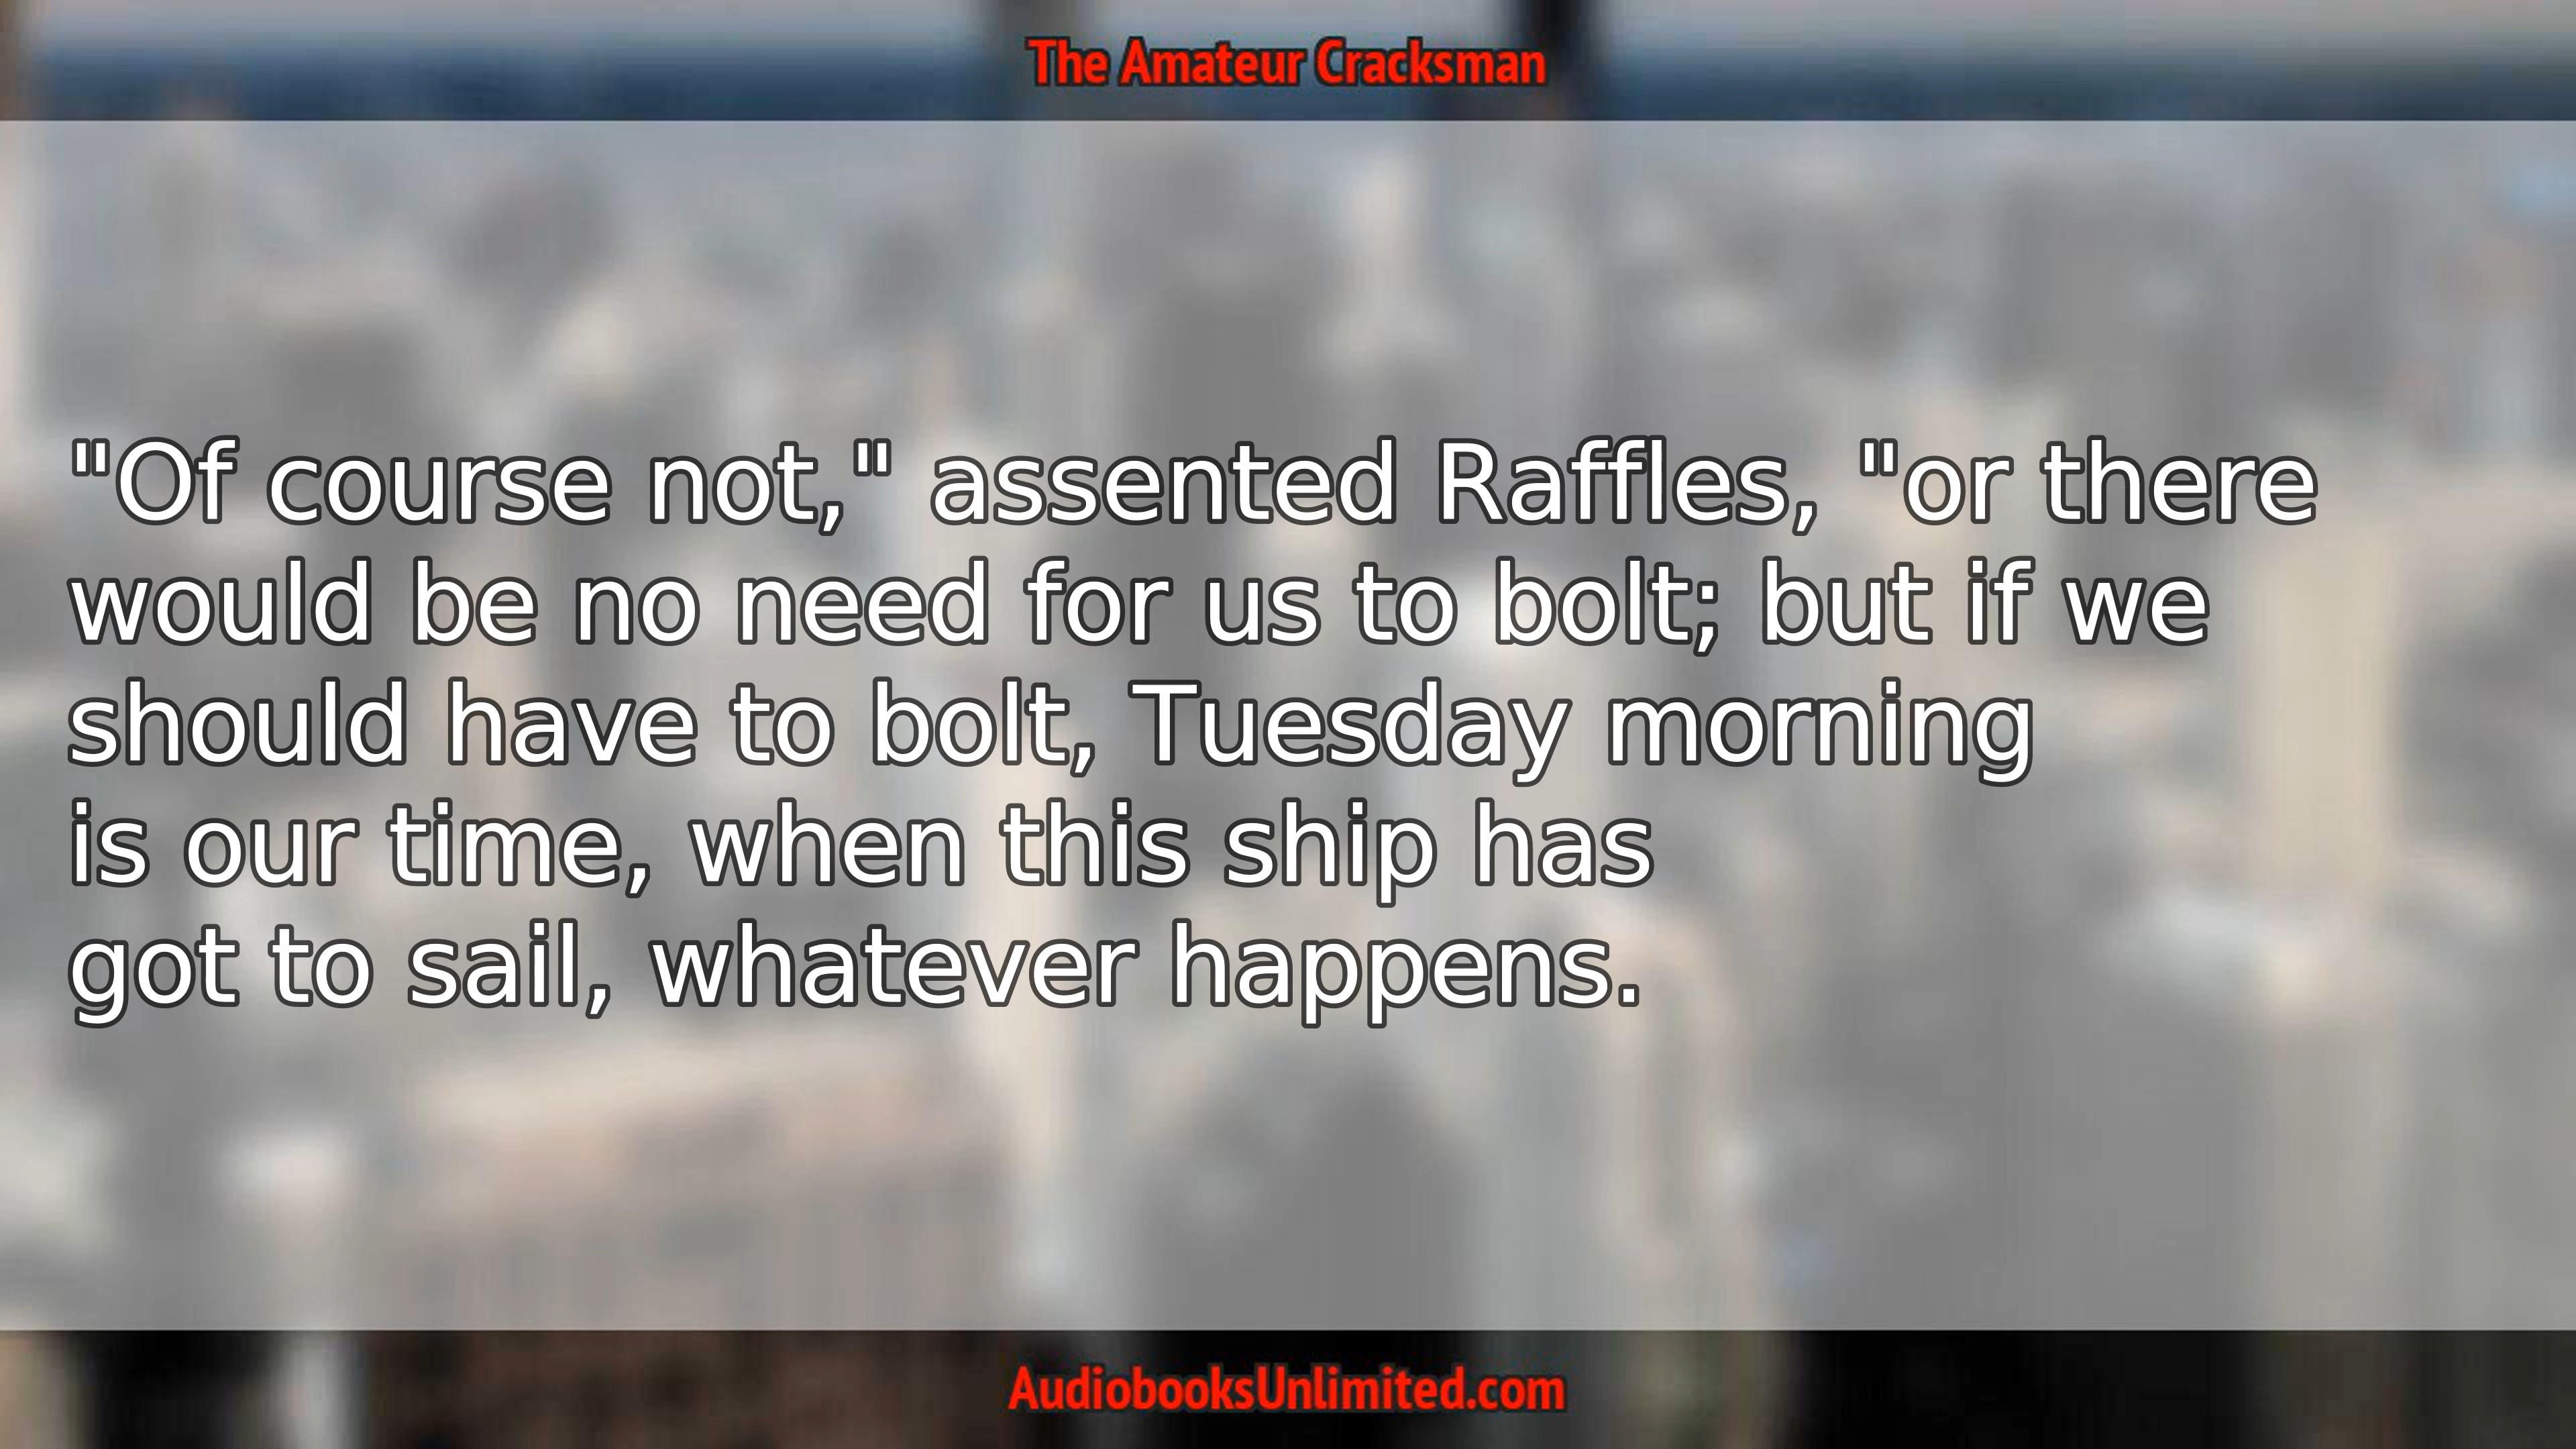 The Amateur Cracksman
"Of course not," assented Raffles, "or there
would be no need for us to bolt; but if we
should have to bolt, Tuesday morning
is our time, when this ship has
got to sail, whatever happens.
AudiobooksUnlimited.com